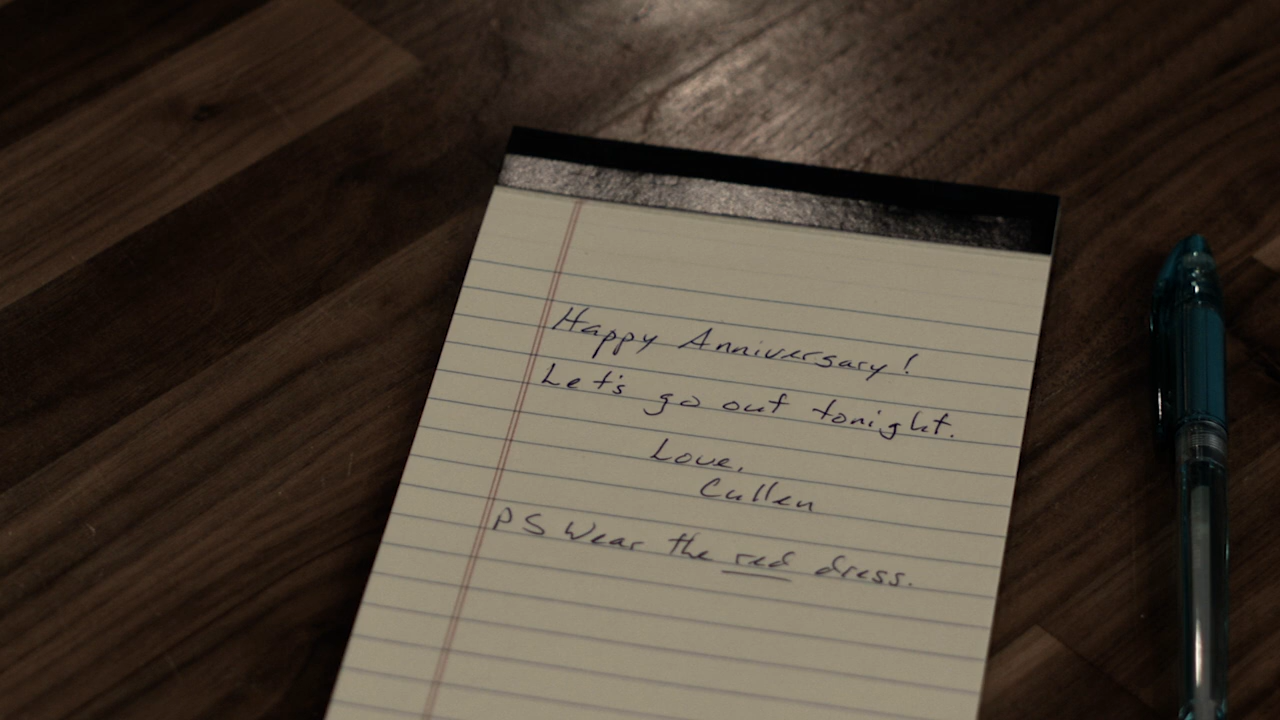 Happy Anniversary!
Let's go out tonight.
Love,
Cullen
PS Wear the red dress.